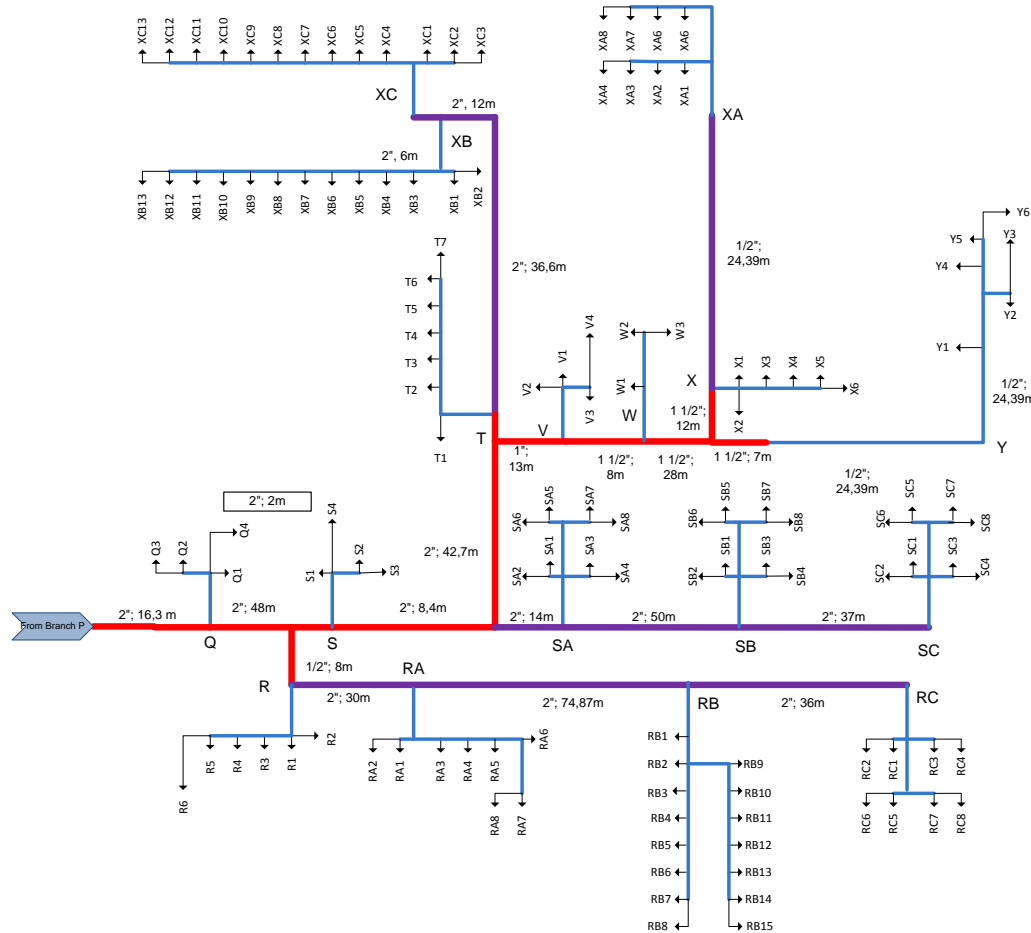 XC13
XC12
XC11
XC10
XC9
XC8
XC7
XC6
XC5
XC4
XC1
XC2
XC3
XA8
XA7
XA6
XA6
XA4
XA3
XA2
XA1
XC
2", 12m
XA
XB
2", 6m
XB13
XB12
XB11
XB10
XB9
XB8
XB7
XB6
XB5
XB4
XB3
XB1
XB2
Y6
Y5
Y3
Y4
Y2
Y1
T7
T6
T5
T4
T3
T2
T1
2"; 36,6m
1/2";
24,39m
V4
V1
V2
V3
W2
W3
W1
X1
X3
X4
X5
X6
X2
X
1/2";
24,39m
T
V
W
1 1/2";
12m
Y
1";
13m
1 1/2";
8m
1 1/2";
28m
1 1/2"; 7m
1/2";
24,39m
2"; 2m
Q4
Q3
Q2
Q1
S4
S2
S1
S3
2"; 42,7m
SA5
SA7
SA6
SA8
SA1
SA3
SA2
SA4
SB5
SB7
SB6
SB8
SB1
SB3
SB2
SB4
SC5
SC7
SC6
SC8
SC1
SC3
SC2
SC4
From Branch P
2"; 16,3 m
2"; 48m
2"; 8,4m
2"; 14m
2"; 50m
2"; 37m
Q
S
SA
SB
SC
1/2"; 8m
R
RA
2"; 30m
2"; 74,87m
RB
2"; 36m
RC
R2
R5
R4
R3
R1
R6
RA6
RA2
RA1
RA3
RA4
RA5
RA8
RA7
RB1
RB2
RB9
RB3
RB10
RB4
RB11
RB5
RB12
RB6
RB13
RB7
RB14
RB8
RB15
RC2
RC1
RC3
RC4
RC6
RC5
RC7
RC8